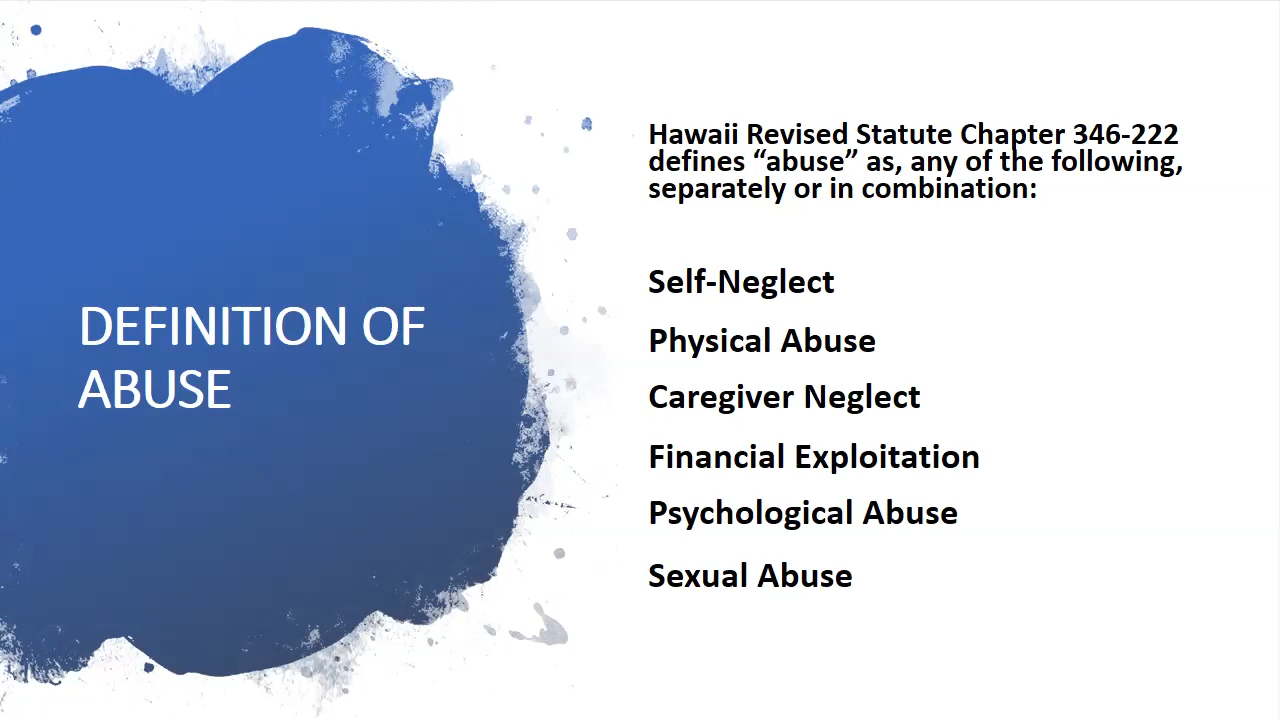 DEFINITION OF
ABUSE
Hawaii Revised Statute Chapter 346-222
defines “abuse” as, any of the following,
separately or in combination:
Self-Neglect
Physical Abuse
Caregiver Neglect
Financial Exploitation
Psychological Abuse
Sexual Abuse